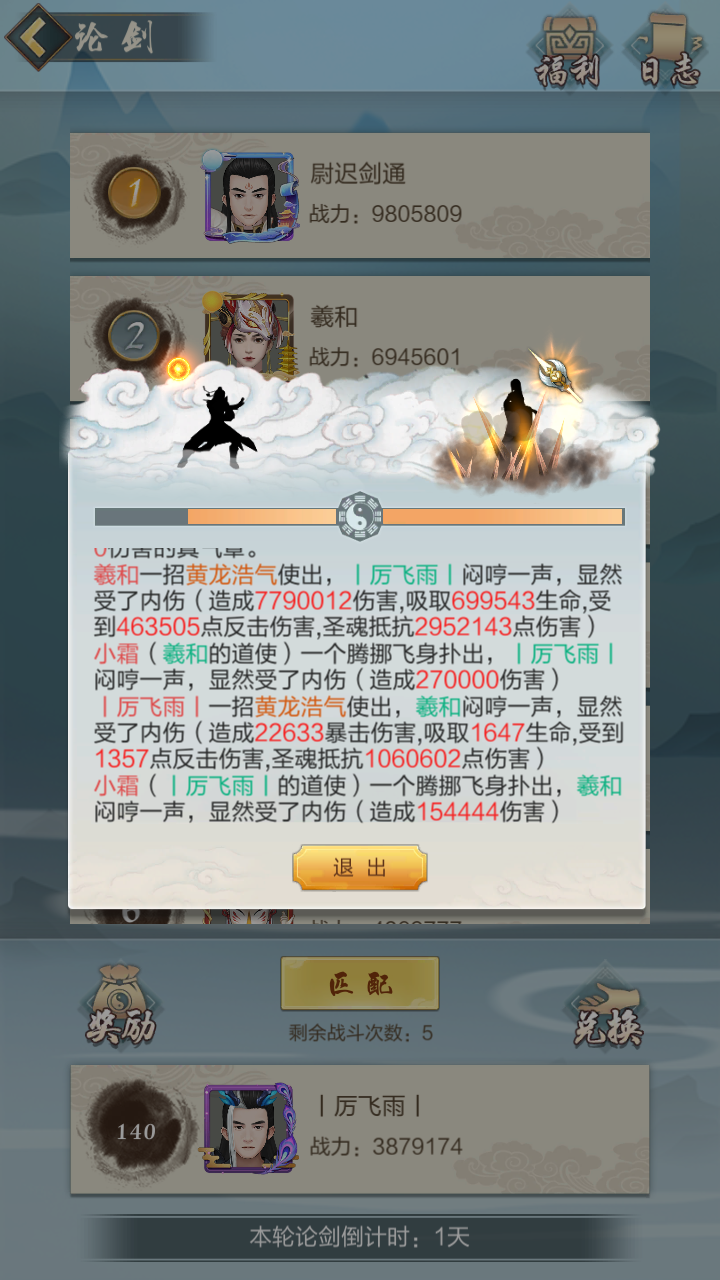 论剑
福利
日志
1
尉迟剑通
战力：9805809
2
羲和
战力：6945601
0伤害的真气罩。
羲和一招黄龙浩气使出，丨厉飞雨丨闷哼一声，显然
受了内伤（造成7790012伤害,吸取699543生命,受
到463505点反击伤害,圣魂抵抗2952143点伤害）
小霜（羲和的道使）一个腾挪飞身扑出，丨厉飞雨丨
闷哼一声，显然受了内伤（造成270000伤害）
丨厉飞雨丨一招黄龙浩气使出，羲和闷哼一声，显然
受了内伤（造成22633暴击伤害,吸取1647生命,受到
1357点反击伤害,圣魂抵抗1060602点伤害）
小霜（丨厉飞雨丨的道使）一个腾挪飞身扑出，羲和
闷哼一声，显然受了内伤（造成154444伤害）
退出
6
奖励
匹配
剩余战斗次数：5
兑换
140
丨厉飞雨丨
战力：3879174
本轮论剑倒计时：1天